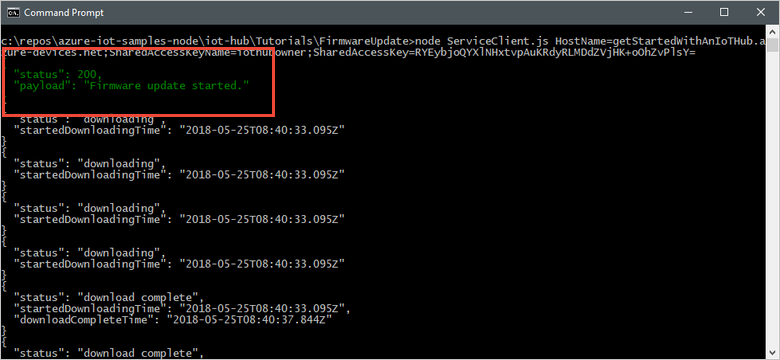 Command Prompt
c:\repos\azure-iot-samples-node\iot-hub\Tutorials\FirmwareUpdate>node ServiceClient.js HostName=getStartedWithAnIoTHub.a
zure-devices.net;SharedAccessKeyName=iothubowner;SharedAccessKey=RYEybjoQYXlNHxtvpAuKRdyRLMDdZVjHK+oOhZvPlsY=
"status": 200,
"payload": "Firmware update started."
}
{
"status": "downloading",
"startedDownloadingTime": "2018-05-25T08:40:33.095Z"
}
{
"status": "downloading",
"startedDownloadingTime": "2018-05-25T08:40:33.095Z"
}
{
"status": "downloading",
"startedDownloadingTime": "2018-05-25T08:40:33.095Z"
}
{
"status": "downloading",
"startedDownloadingTime": "2018-05-25T08:40:33.095Z"
}
{
"status": "download complete",
"startedDownloadingTime": "2018-05-25T08:40:33.095Z",
"downloadCompleteTime": "2018-05-25T08:40:37.844Z"
}
{
"status": "download complete",